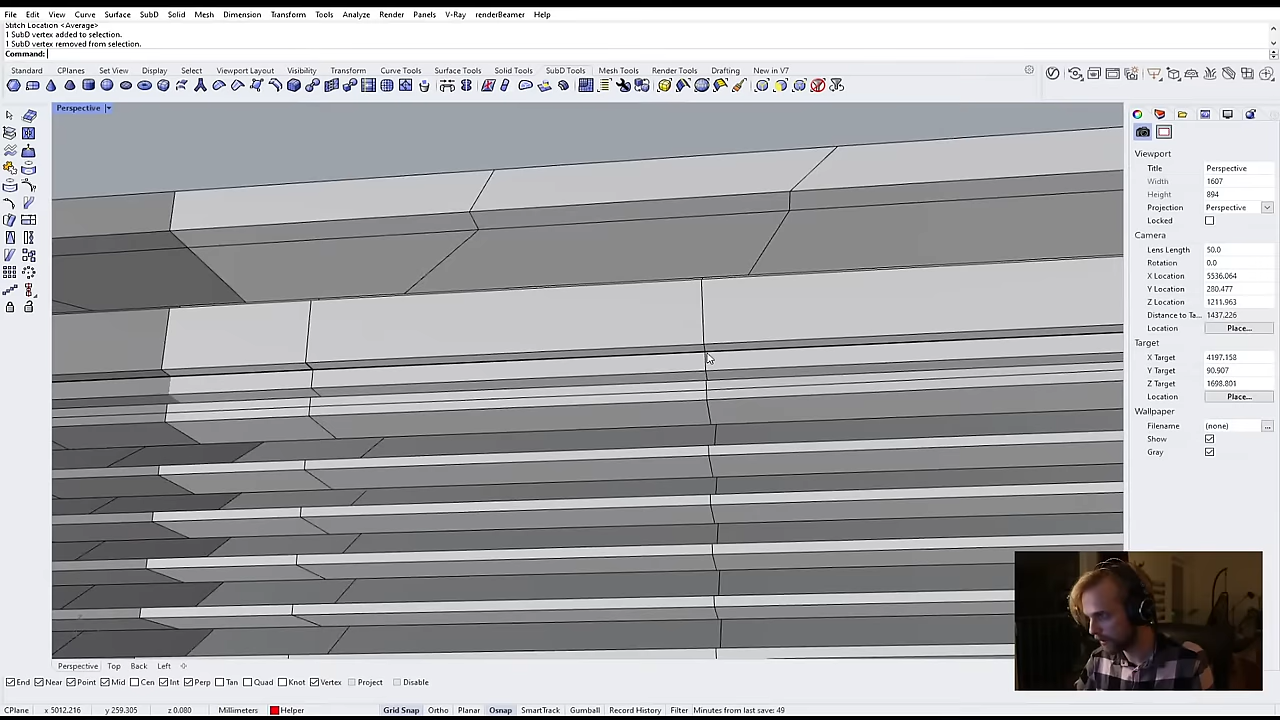 File Edit View Curve Surface SubD Solid Mesh Dimension Transform Tools Analyze Render Panels V-Ray renderBeamer Help
Stitch Location <Average>
1 SubD vertex added to selection.
1 SubD vertex removed from selection.
Command:
Standard CPlanes Set View Display Select Viewport Layout Visibility Transform Curve Tools Surface Tools Solid Tools SubD Tools Mesh Tools Render Tools Drafting New in V7
Perspective
Viewport
Title Perspective
Width 1607
Height 894
Projection Perspective
Locked
Camera
Lens Length 50.0
Rotation 0.0
X Location 5536.064
Y Location 280.477
Z Location 1211.963
Distance to Ta... 1437.226
Location Place...
Target
X Target 4197.158
Y Target 90.907
Z Target 1698.801
Location Place...
Wallpaper
Filename (none) ...
Show
Gray
Perspective Top Back Left
End Near Point Mid Cen Int Perp Tan Quad Knot Vertex Project Disable
CPlane x 5012.216 y 259.305 z 0.080 Millimeters Helper Grid Snap Ortho Planar Osnap SmartTrack Gumball Record History Filter Minutes from last save: 49